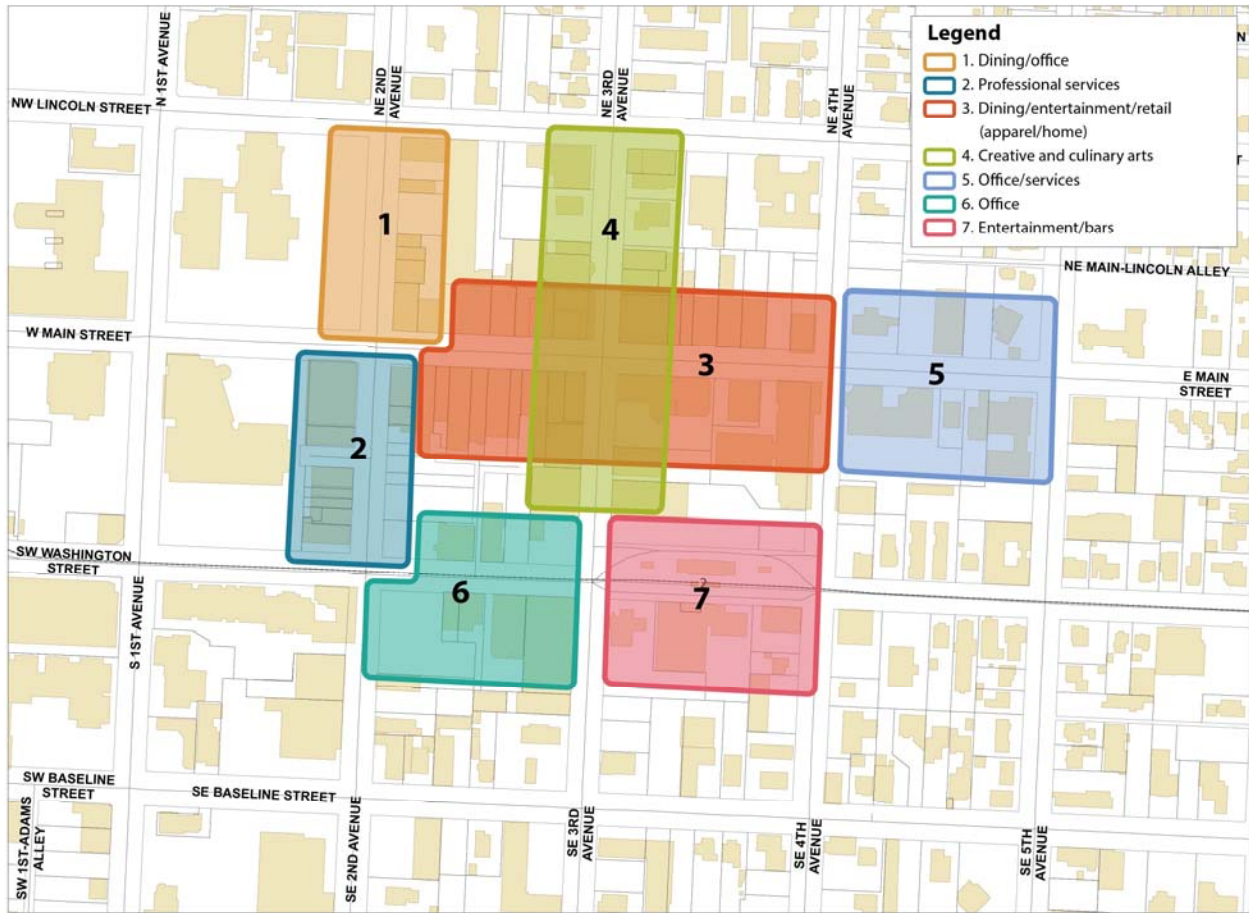 Legend
1. Dining/office
2. Professional services
3. Dining/entertainment/retail
(apparel/home)
4. Creative and culinary arts
5. Office/services
6. Office
7. Entertainment/bars
N 1ST AVENUE
NE 2ND
AVENUE
NE 3RD
AVENUE
NE 4TH
AVENUE
N
T
NW LINCOLN STREET
NE MAIN-LINCOLN ALLEY
W MAIN STREET
E MAIN
STREET
1
4
3
5
2
6
7
?
SW WASHINGTON
STREET
S 1ST AVENUE
SW BASELINE
STREET
SE BASELINE STREET
SW 1ST-ADAMS
ALLEY
SE 2ND AVENUE
SE 3RD
AVENUE
SE 4TH
AVENUE
SE 5TH
AVENUE